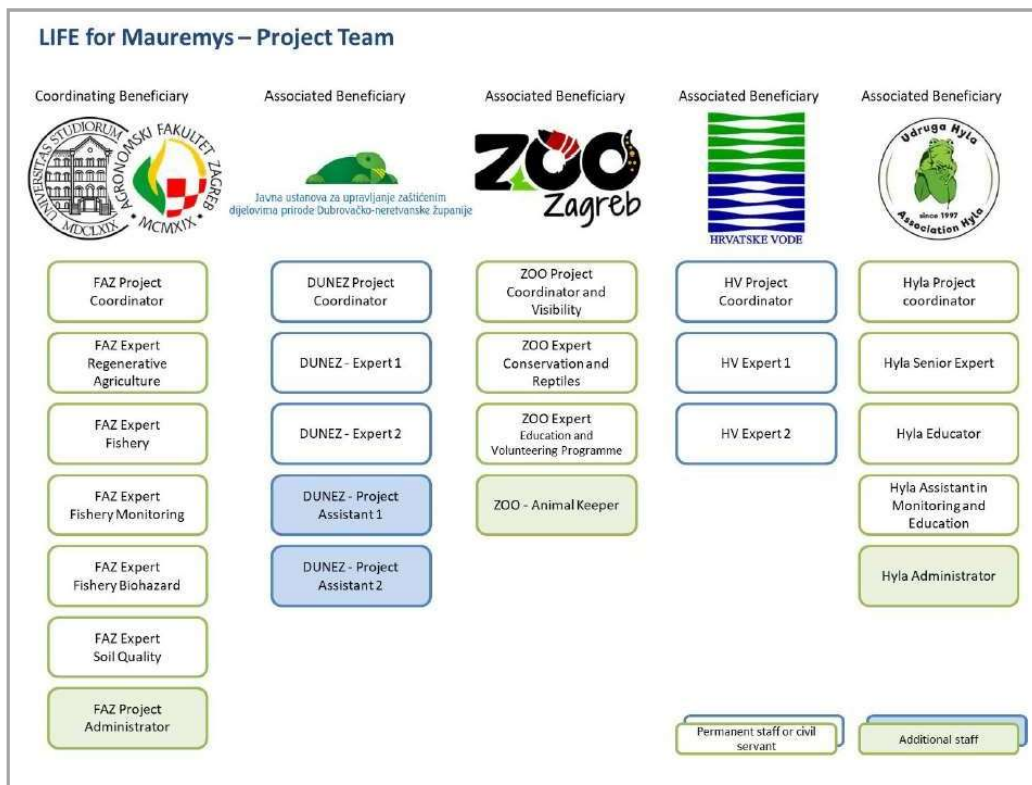 LIFE for Mauremys – Project Team
Coordinating Beneficiary
UNIVERSITAS STUDIORUM
MDCLXIX
AGRONOMSKI FAKULTET ZAGREB
• MCMXIX •
FAZ Project
Coordinator
FAZ Expert
Regenerative
Agriculture
FAZ Expert
Fishery
FAZ Expert
Fishery Monitoring
FAZ Expert
Fishery Biohazard
FAZ Expert
Soil Quality
FAZ Project
Administrator
Associated Beneficiary
Javna ustanova za upravljanje zaštićenim
dijelovima prirode Dubrovačko-neretvanske županije
DUNEZ Project
Coordinator
DUNEZ - Expert 1
DUNEZ - Expert 2
DUNEZ - Project
Assistant 1
DUNEZ - Project
Assistant 2
Associated Beneficiary
ZOO
Zagreb
ZOO Project
Coordinator and
Visibility
ZOO Expert
Conservation and
Reptiles
ZOO Expert
Education and
Volunteering Programme
ZOO - Animal Keeper
Associated Beneficiary
HRVATSKE VODE
HV Project
Coordinator
HV Expert 1
HV Expert 2
Associated Beneficiary
Udruga Hyla
since 1997
Association Hyla
Hyla Project
coordinator
Hyla Senior Expert
Hyla Educator
Hyla Assistant in
Monitoring and
Education
Hyla Administrator
Permanent staff or civil
servant
Additional staff